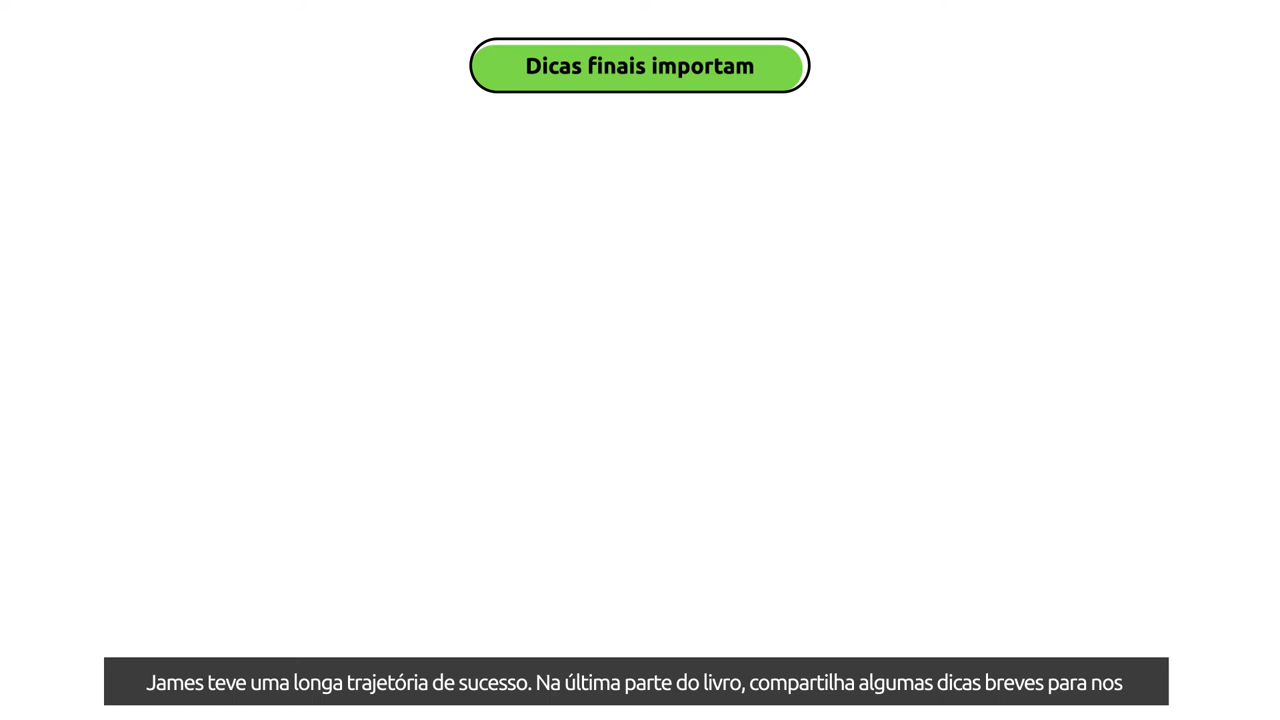 Dicas finais importam
James teve uma longa trajetória de sucesso. Na última parte do livro, compartilha algumas dicas breves para nos